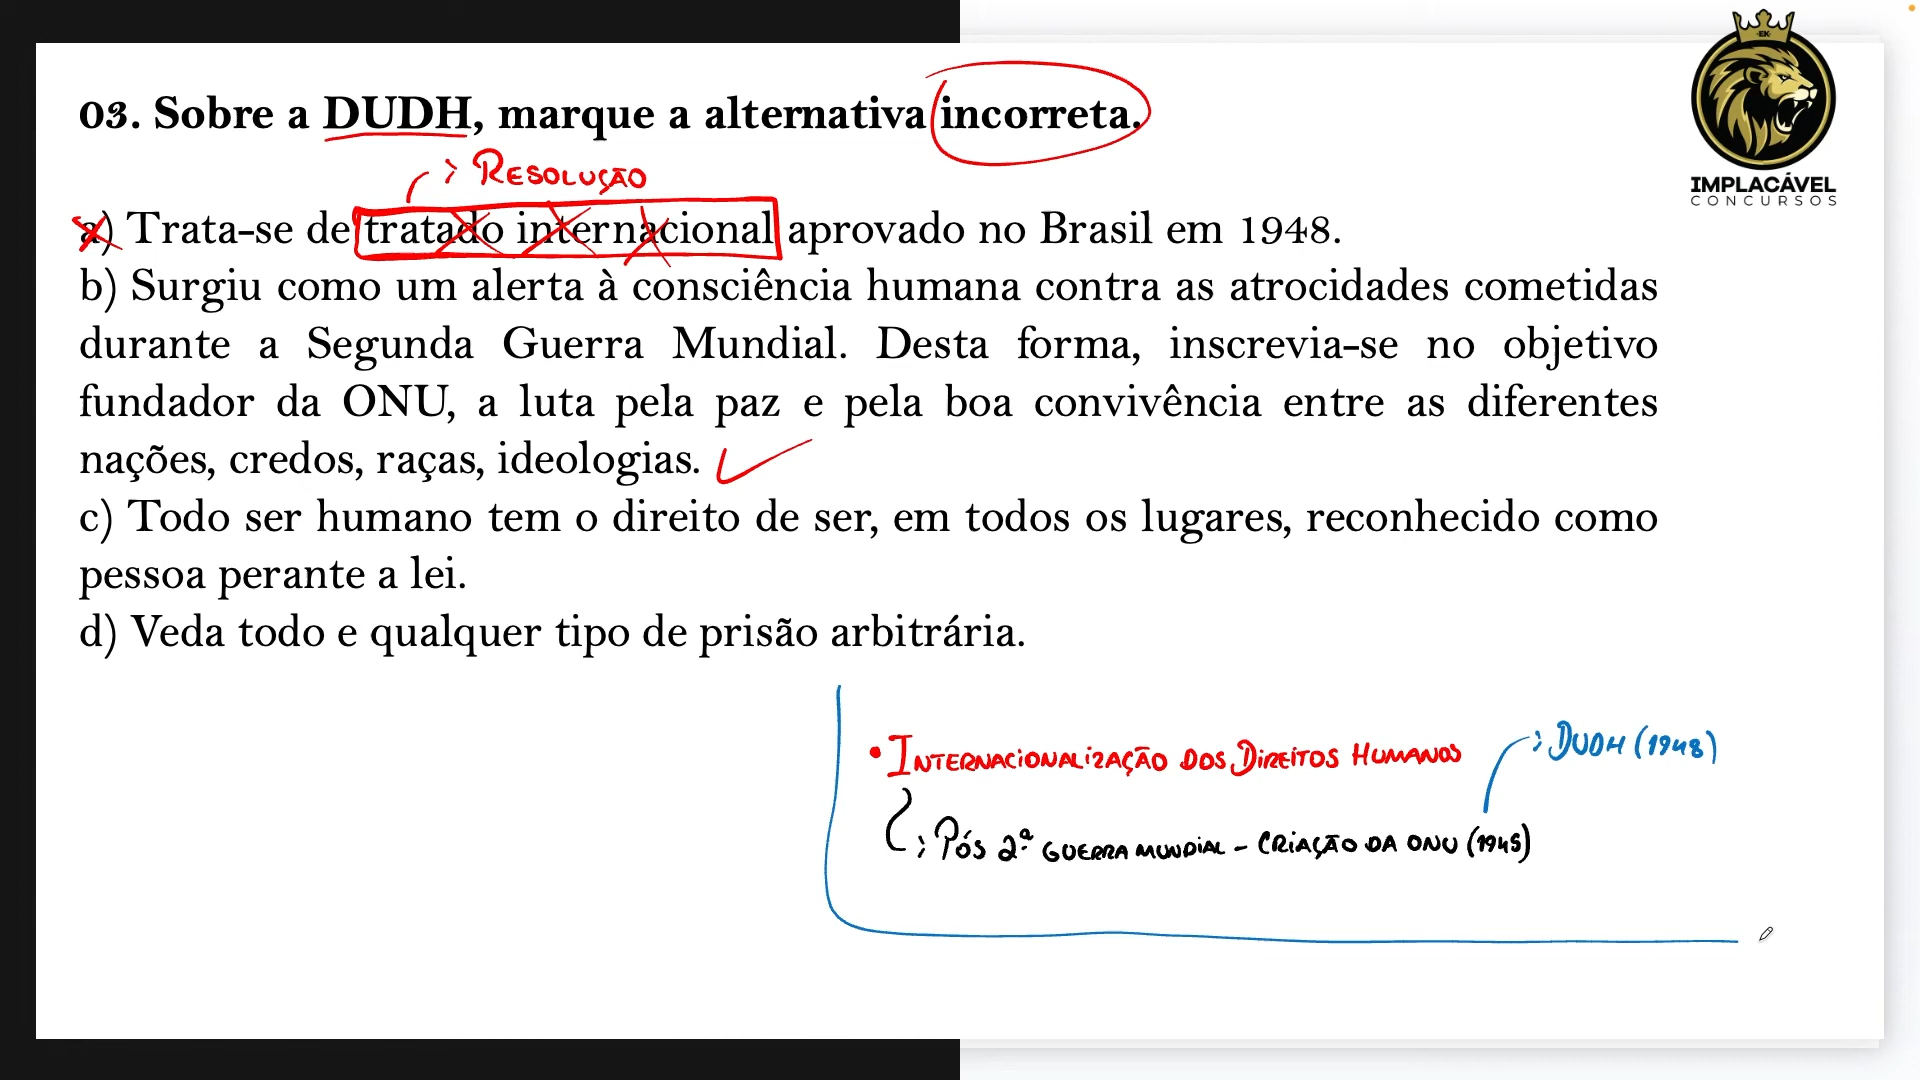 -EK-
IMPLACÁVEL
CONCURSOS
03. Sobre a DUDH, marque a alternativa incorreta.
RESOLUÇÃO
a) Trata-se de tratado internacional aprovado no Brasil em 1948.
b) Surgiu como um alerta à consciência humana contra as atrocidades cometidas
durante a Segunda Guerra Mundial. Desta forma, inscrevia-se no objetivo
fundador da ONU, a luta pela paz e pela boa convivência entre as diferentes
nações, credos, raças, ideologias.
c) Todo ser humano tem o direito de ser, em todos os lugares, reconhecido como
pessoa perante a lei.
d) Veda todo e qualquer tipo de prisão arbitrária.
• INTERNACIONALIZAÇÃO DOS DIREITOS HUMANOS
DUDH (1948)
PÓS 2ª GUERRA MUNDIAL - CRIAÇÃO DA ONU (1945)